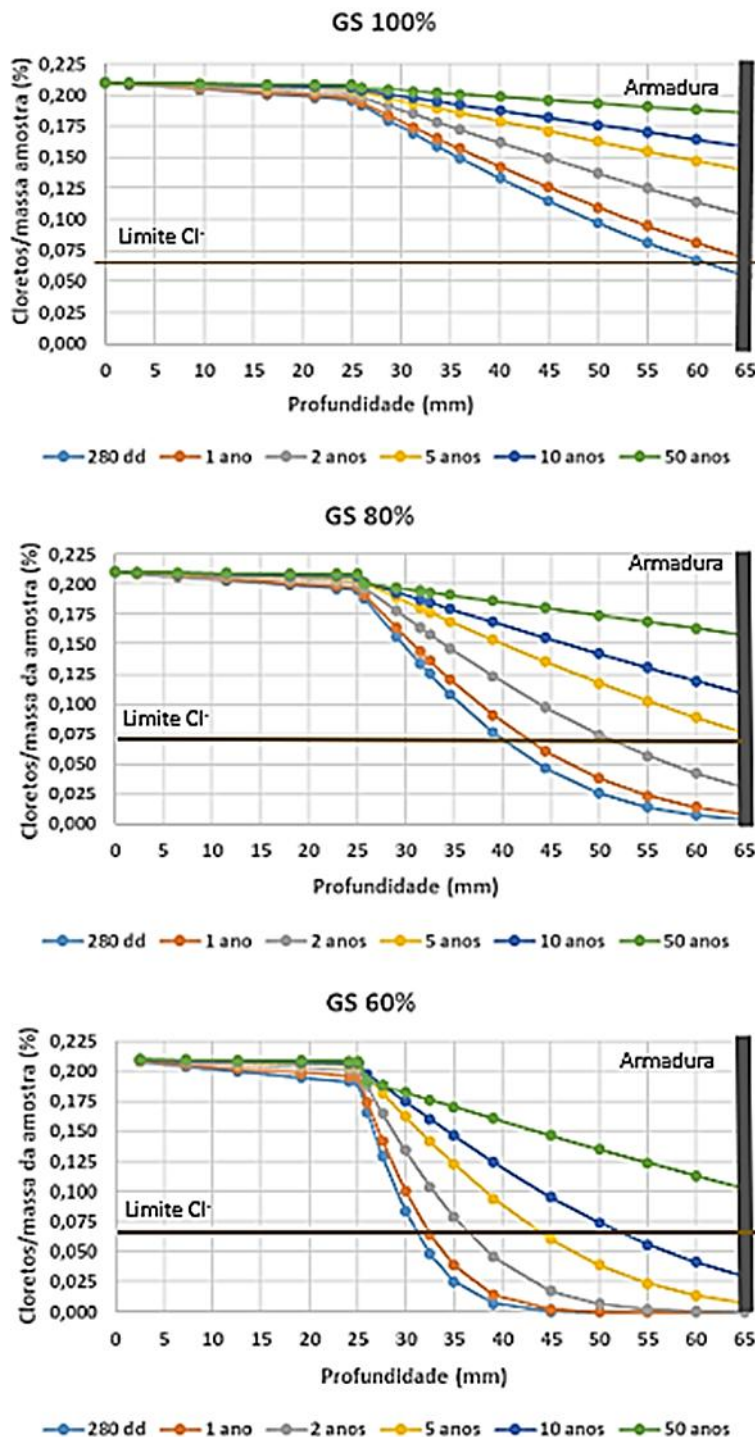 GS 100%
Cloretos/massa amostra (%)
0,225
0,200
0,175
0,150
0,125
0,100
0,075
0,050
0,025
0,000
Armadura
Limite Cl-
0 5 10 15 20 25 30 35 40 45 50 55 60 65
Profundidade (mm)
280 dd 1 ano 2 anos 5 anos 10 anos 50 anos
GS 80%
Cloretos/massa da amostra (%)
0,225
0,200
0,175
0,150
0,125
0,100
0,075
0,050
0,025
0,000
Armadura
Limite Cl-
0 5 10 15 20 25 30 35 40 45 50 55 60 65
Profundidade (mm)
280 dd 1 ano 2 anos 5 anos 10 anos 50 anos
GS 60%
Cloretos/massa da amostra (%)
0,225
0,200
0,175
0,150
0,125
0,100
0,075
0,050
0,025
0,000
Armadura
Limite Cl-
0 5 10 15 20 25 30 35 40 45 50 55 60 65
Profundidade (mm)
280 dd 1 ano 2 anos 5 anos 10 anos 50 anos